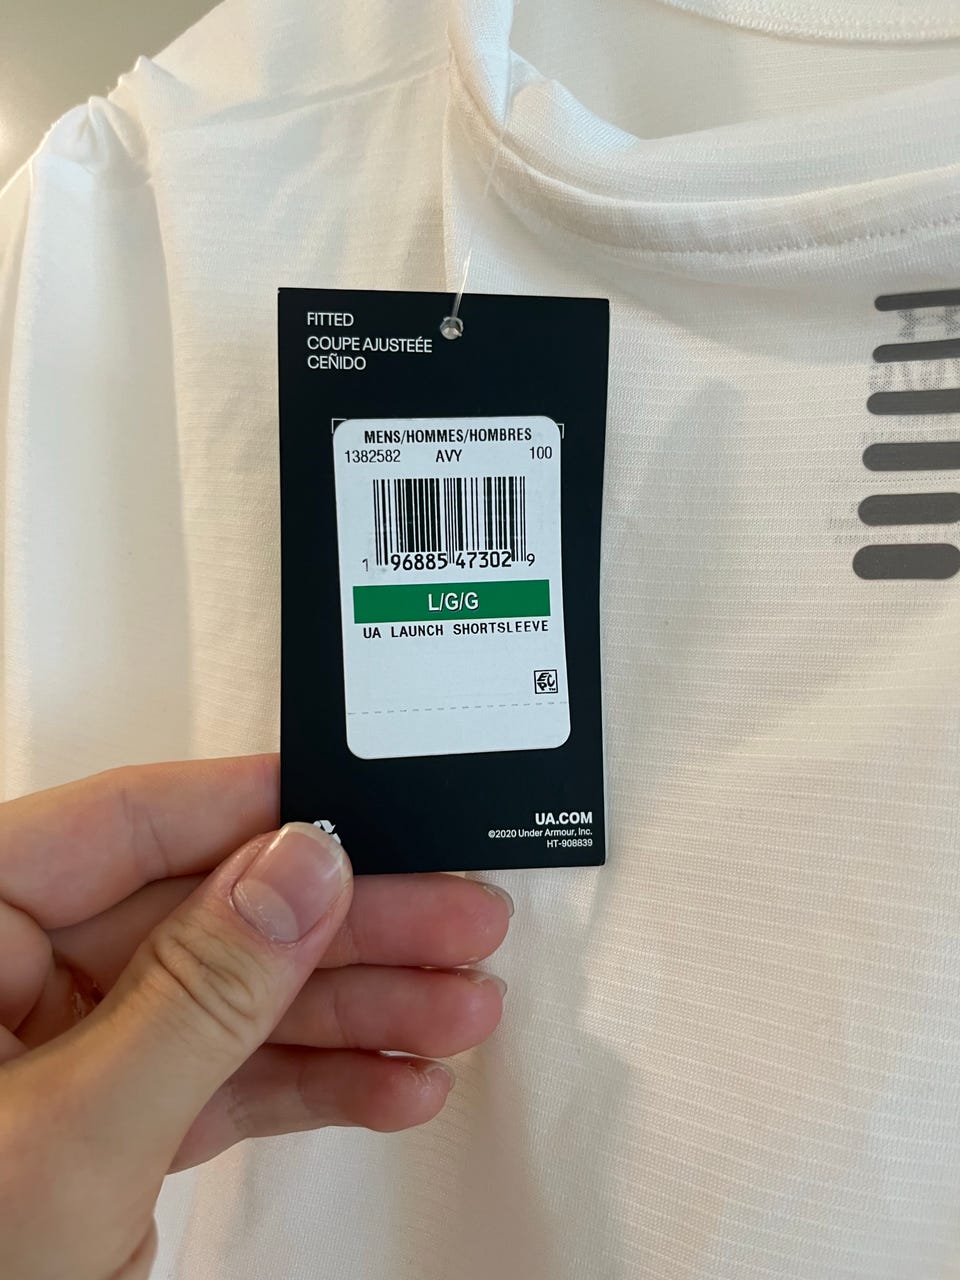 FITTED
COUPE AJUSTEÉE
CEÑIDO
MENS/HOMMES/HOMBRES
1382582 AVY 100
1 96885 47302 9
L/G/G
UA LAUNCH SHORTSLEEVE
EPC™
UA.COM
©2020 Under Armour, Inc.
HT-908839